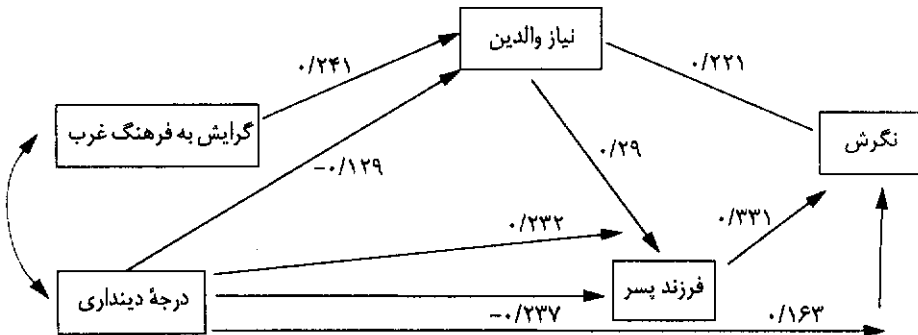 نیاز والدین
۰/۲۴۱
۰/۲۲۱
گرایش به فرهنگ غرب
نگرش
۰/۲۹
-۰/۱۲۹
۰/۳۳۱
۰/۲۳۲
درجهٔ دینداری
فرزند پسر
-۰/۲۳۷
۰/۱۶۳